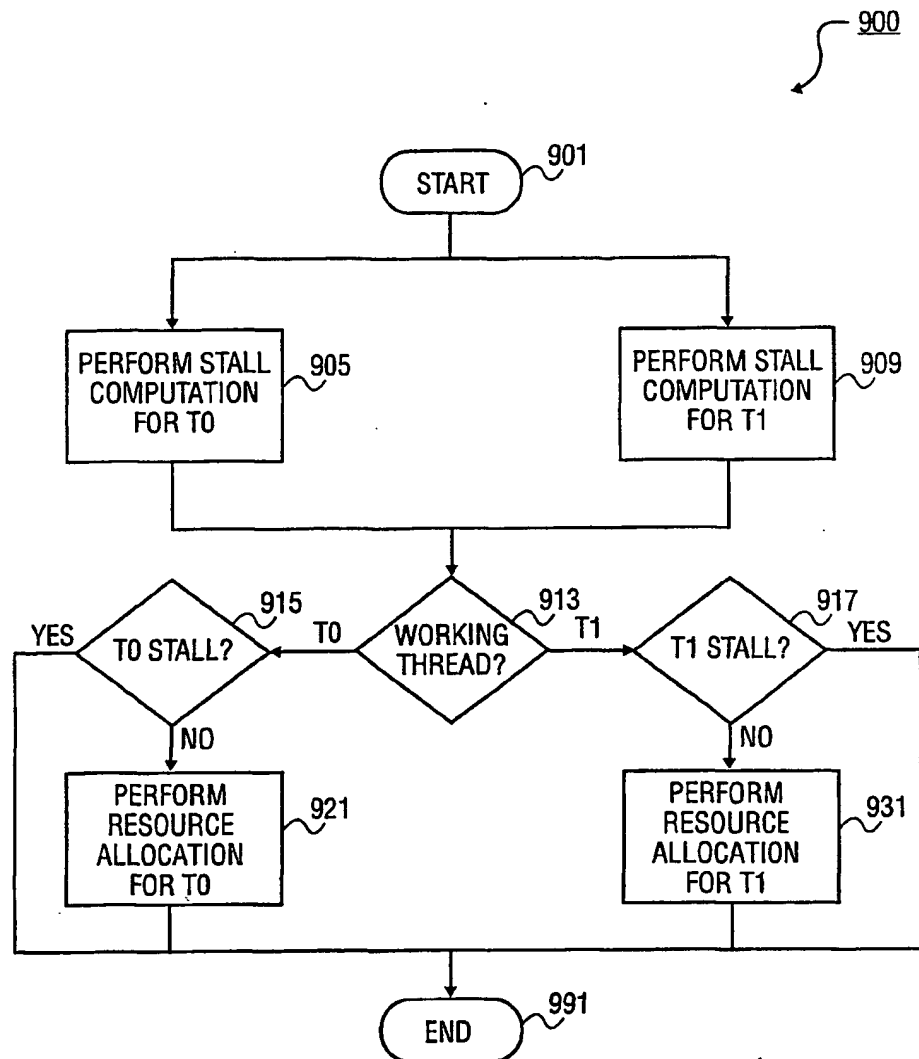 900
901
START
PERFORM STALL
COMPUTATION
FOR T0
905
PERFORM STALL
COMPUTATION
FOR T1
909
915
913
917
YES
T0 STALL?
T0
WORKING
THREAD?
T1
T1 STALL?
YES
NO
NO
PERFORM
RESOURCE
ALLOCATION
FOR T0
921
PERFORM
RESOURCE
ALLOCATION
FOR T1
931
END
991